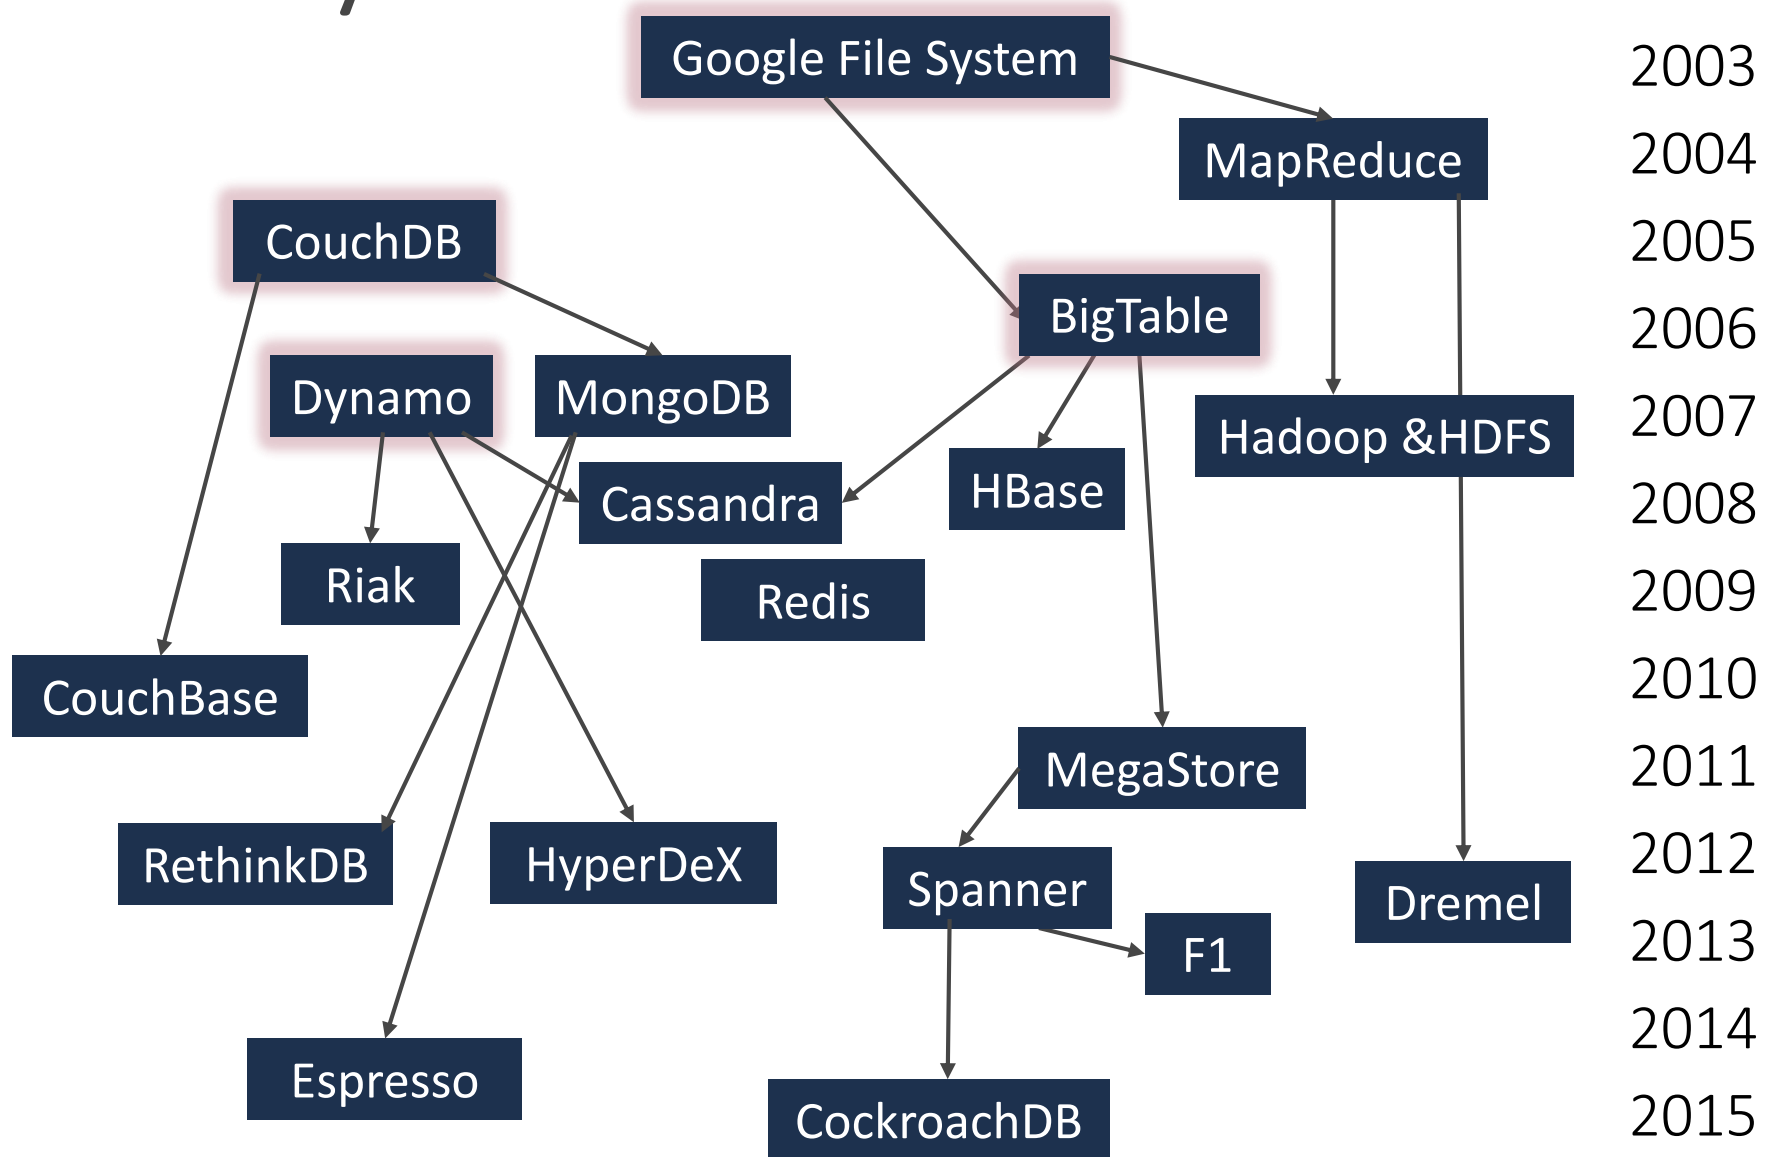 Google File System
2003
MapReduce
2004
CouchDB
2005
BigTable
2006
Dynamo
MongoDB
2007
Hadoop &HDFS
Cassandra
HBase
2008
Riak
Redis
2009
CouchBase
2010
MegaStore
2011
RethinkDB
HyperDeX
2012
Spanner
Dremel
F1
2013
2014
Espresso
CockroachDB
2015